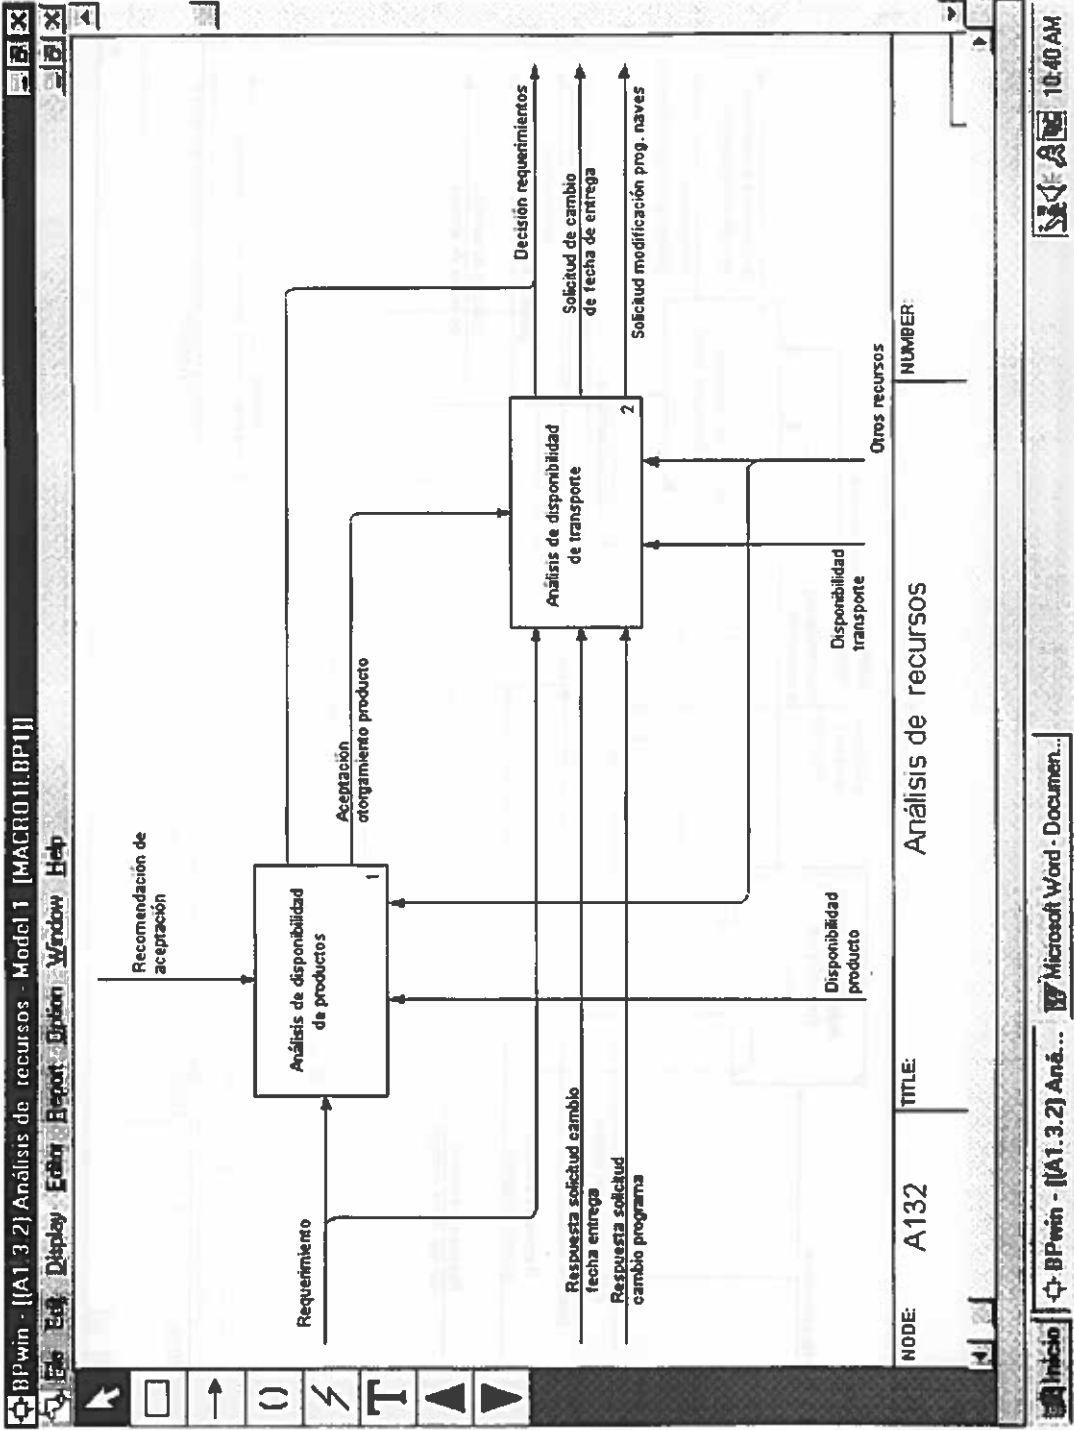 BPwin - [(A1.3.2) Análisis de recursos - Model 1 [MACRO11.BP1]]
File Edit Display Editor Report Option Window Help
Recomendación de
aceptación
Requerimiento
Análisis de disponibilidad
de productos
1
Aceptación
otorgamiento producto
Decisión requerimientos
Solicitud de cambio
de fecha de entrega
Solicitud modificación prog. naves
Análisis de disponibilidad
de transporte
2
Respuesta solicitud cambio
fecha entrega
Respuesta solicitud
cambio programa
Disponibilidad
producto
Disponibilidad
transporte
Otros recursos
NODE: A132
TITLE: Análisis de recursos
NUMBER:
Inicio
BPwin - [(A1.3.2) Aná...
Microsoft Word - Documen...
10:40 AM